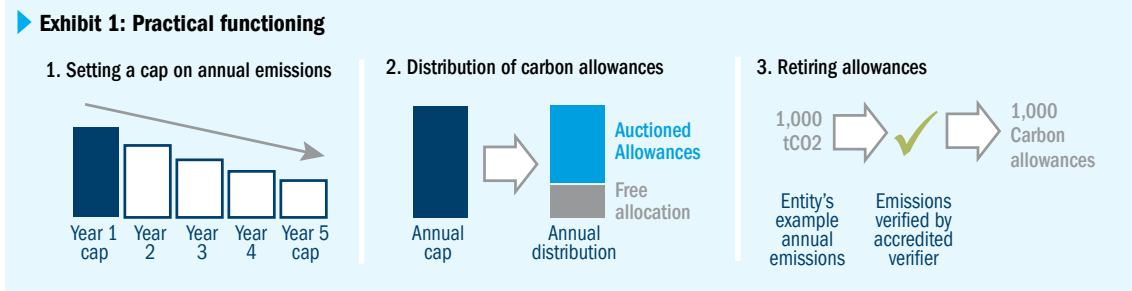 Exhibit 1: Practical functioning
1. Setting a cap on annual emissions
Year 1
cap
Year
2
Year
3
Year
4
Year 5
cap
2. Distribution of carbon allowances
Auctioned
Allowances
Free
allocation
Annual
cap
Annual
distribution
3. Retiring allowances
1,000
tCO2
1,000
Carbon
allowances
Entity's
example
annual
emissions
Emissions
verified by
accredited
verifier